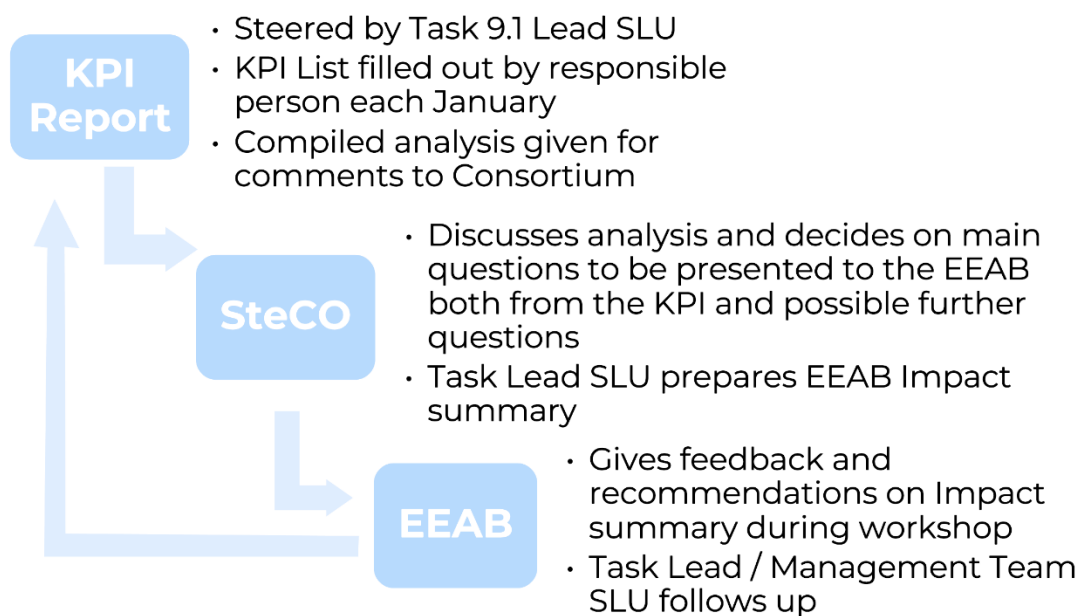 KPI
Report
• Steered by Task 9.1 Lead SLU
• KPI List filled out by responsible
person each January
• Compiled analysis given for
comments to Consortium
SteCO
• Discusses analysis and decides on main
questions to be presented to the EEAB
both from the KPI and possible further
questions
• Task Lead SLU prepares EEAB Impact
summary
EEAB
• Gives feedback and
recommendations on Impact
summary during workshop
• Task Lead / Management Team
SLU follows up